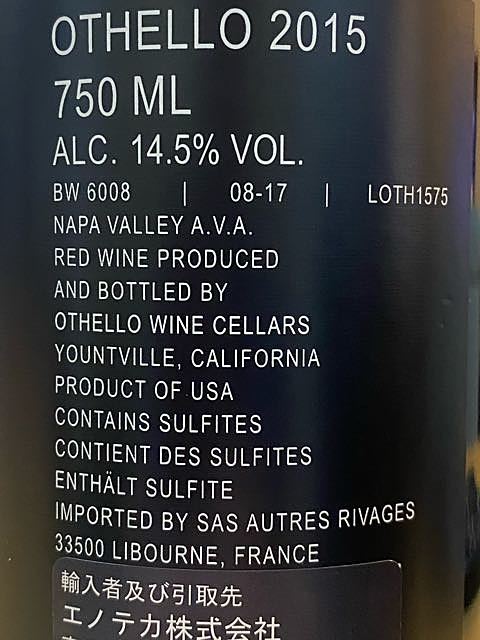 OTHELLO 2015
750 ML
ALC. 14.5% VOL.
BW 6008 | 08-17 | LOTH1575
NAPA VALLEY A.V.A.
RED WINE PRODUCED
AND BOTTLED BY
OTHELLO WINE CELLARS
YOUNTVILLE, CALIFORNIA
PRODUCT OF USA
CONTAINS SULFITES
CONTIENT DES SULFITES
ENTHÄLT SULFITE
IMPORTED BY SAS AUTRES RIVAGES
33500 LIBOURNE, FRANCE
輸入者及び引取先
エノテカ株式会社